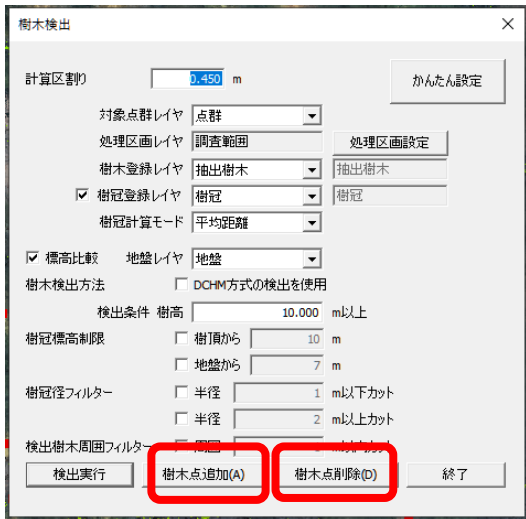 樹木検出
計算区割り 0.450 m かんたん設定
対象点群レイヤ 点群
処理区画レイヤ 調査範囲 処理区画設定
樹木登録レイヤ 抽出樹木 抽出樹木
樹冠登録レイヤ 樹冠 樹冠
樹冠計算モード 平均距離
標高比較 地盤レイヤ 地盤
樹木検出方法 DCHM方式の検出を使用
検出条件 樹高 10.000 m以上
樹冠標高制限 樹頂から 10 m
地盤から 7 m
樹冠径フィルター 半径 1 m以下カット
半径 2 m以上カット
検出樹木周囲フィルター
検出実行 樹木点追加(A) 樹木点削除(D) 終了